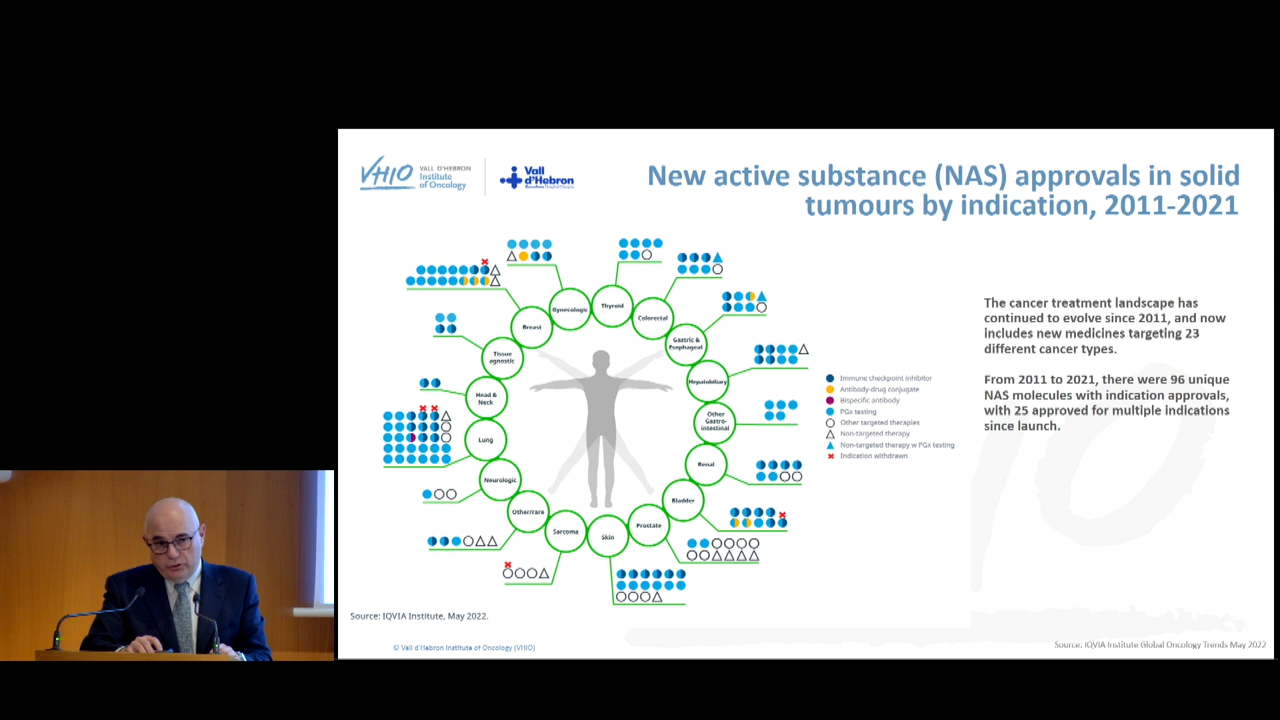 VHIO VALL D'HEBRON
Institute
of Oncology
Vall
d'Hebron
Barcelona Hospital Campus
New active substance (NAS) approvals in solid
tumours by indication, 2011-2021
Gynecologic
Thyroid
Colorectal
Breast
Gastric &
Esophageal
Tissue
agnostic
Hepatobiliary
Head &
Neck
Other
Gastro-
intestinal
Lung
Renal
Neurologic
Bladder
Other/rare
Prostate
Sarcoma
Skin
Immune checkpoint inhibitor
Antibody-drug conjugate
Bispecific antibody
PGx testing
Other targeted therapies
Non-targeted therapy
Non-targeted therapy w PGx testing
Indication withdrawn
The cancer treatment landscape has
continued to evolve since 2011, and now
includes new medicines targeting 23
different cancer types.
From 2011 to 2021, there were 96 unique
NAS molecules with indication approvals,
with 25 approved for multiple indications
since launch.
Source: IQVIA Institute, May 2022.
© Vall d'Hebron Institute of Oncology (VHIO)
Source: IQVIA Institute Global Oncology Trends May 2022